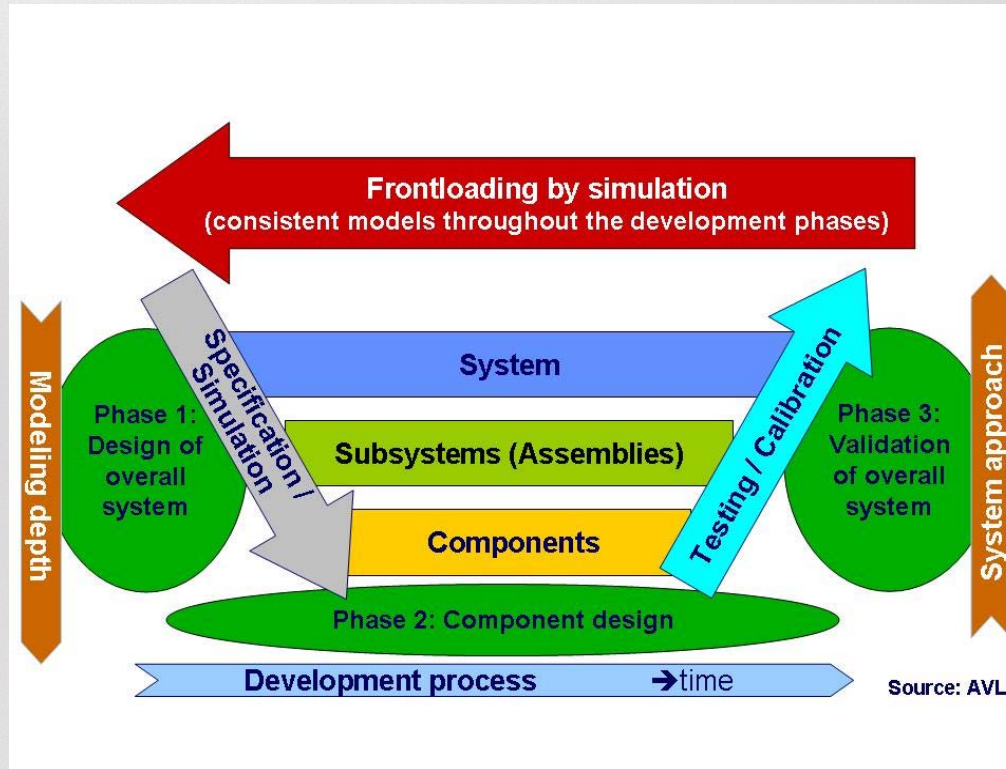 Frontloading by simulation
(consistent models throughout the development phases)
Modeling depth
Phase 1:
Design of
overall
system
Specification /
Simulation
System
Subsystems (Assemblies)
Components
Testing / Calibration
Phase 3:
Validation
of overall
system
System approach
Phase 2: Component design
Development process ➔time
Source: AVL